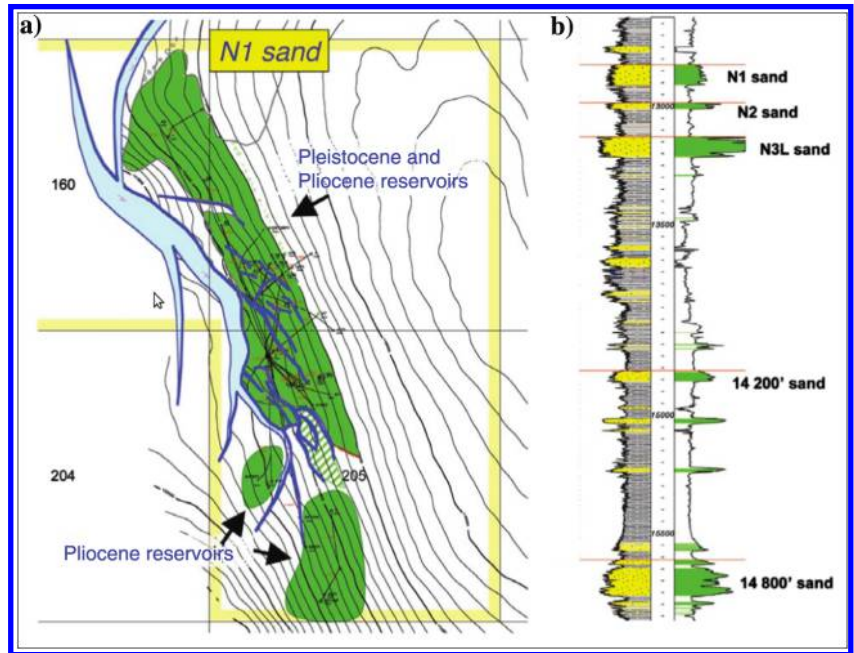 a)
N1 sand
Pleistocene and
Pliocene reservoirs
160
204
205
Pliocene reservoirs
b)
N1 sand
N2 sand
N3L sand
13500
14 200' sand
15000
15500
14 800' sand